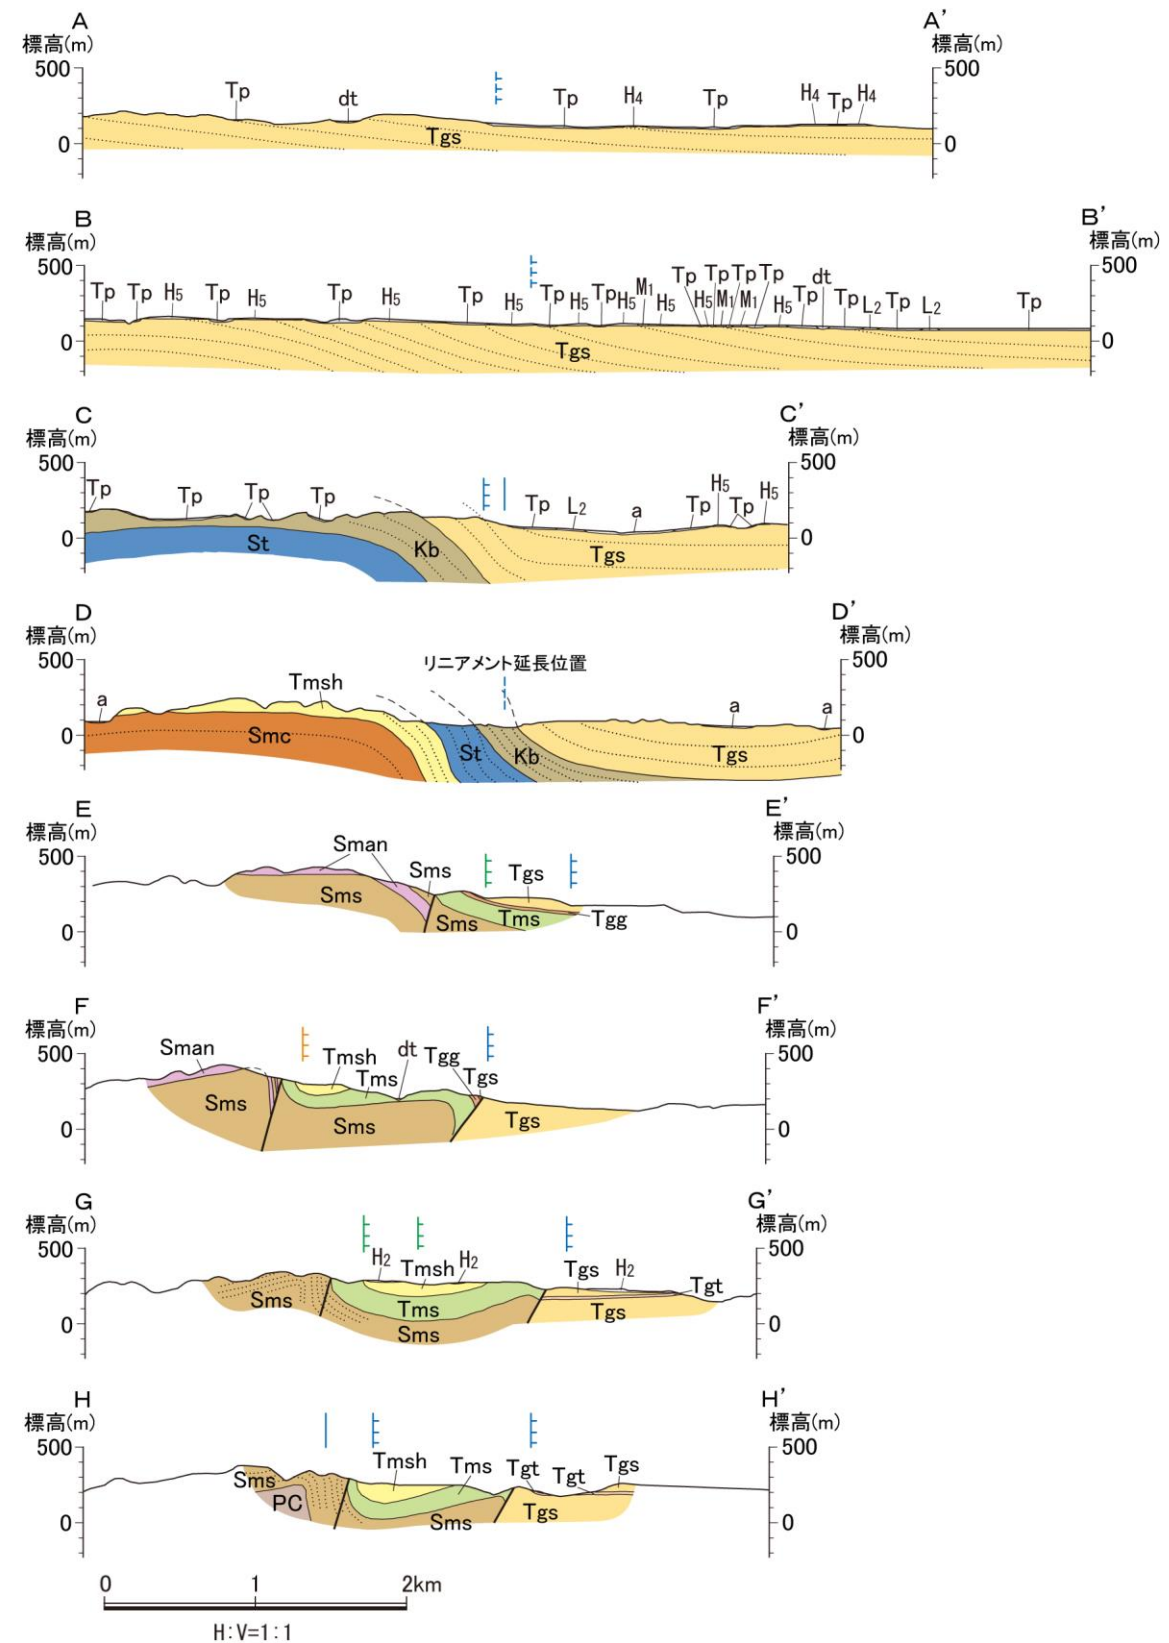 A A’
標高(m) 標高(m)
500 500
Tp dt Tp H4 Tp H4 Tp H4
0 Tgs 0
B B’
標高(m) 標高(m)
500 500
Tp Tp H5 Tp H5 Tp H5 Tp H5 Tp H5 Tp H5 M1 H5 Tp H5 Tp M1 Tp M1 Tp H5 Tp dt Tp L2 Tp L2 Tp
0 Tgs 0
C C’
標高(m) 標高(m)
500 500
Tp Tp Tp Tp Tp L2 a Tp H5 Tp H5
0 St Kb Tgs 0
D D’
標高(m) 標高(m)
500 リニアメント延長位置 500
a Tmsh a a
0 Smc St Kb Tgs 0
E E’
標高(m) 標高(m)
500 500
Sman Sms Tgs
Sms Sms Tms Tgg
0 0
F F’
標高(m) 標高(m)
500 500
Sman Tmsh Tms dt Tgg Tgs
Sms Sms Tgs
0 0
G G’
標高(m) 標高(m)
500 500
H2 Tmsh H2 Tgs H2 Tgt
Sms Tms Tgs
0 Sms 0
H H’
標高(m) 標高(m)
500 500
Sms Tmsh Tms Tgt Tgt Tgs
PC Sms Tgs
0 0
0 1 2km
H:V=1:1